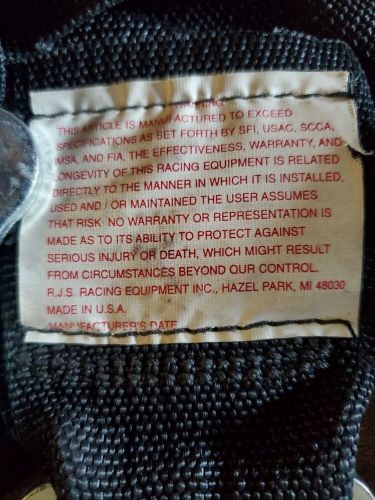 WARNING
THIS ARTICLE IS MANUFACTURED TO EXCEED
SPECIFICATIONS AS SET FORTH BY SFI, USAC, SCCA,
IMSA, AND FIA, THE EFFECTIVENESS, WARRANTY, AND
LONGEVITY OF THIS RACING EQUIPMENT IS RELATED
DIRECTLY TO THE MANNER IN WHICH IT IS INSTALLED,
USED AND / OR MAINTAINED THE USER ASSUMES
THAT RISK. NO WARRANTY OR REPRESENTATION IS
MADE AS TO ITS ABILITY TO PROTECT AGAINST
SERIOUS INJURY OR DEATH, WHICH MIGHT RESULT
FROM CIRCUMSTANCES BEYOND OUR CONTROL.
R.J.S. RACING EQUIPMENT INC., HAZEL PARK, MI 48030
MADE IN U.S.A.
MANUFACTURER'S DATE